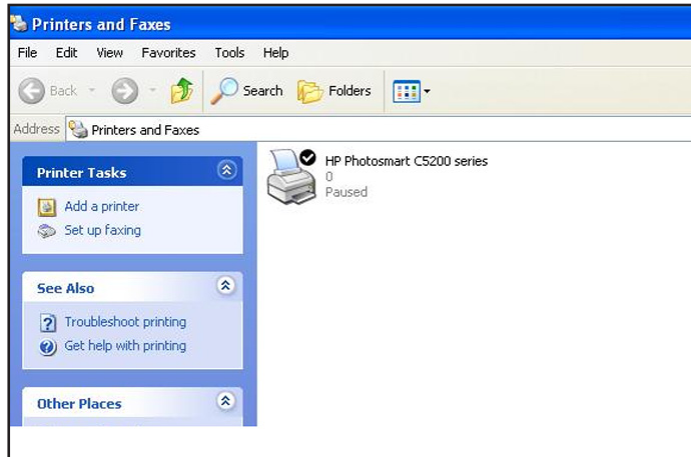 Printers and Faxes
File Edit View Favorites Tools Help
Back Search Folders
Address Printers and Faxes
Printer Tasks
Add a printer
Set up faxing
See Also
Troubleshoot printing
Get help with printing
Other Places
HP Photosmart C5200 series
0
Paused